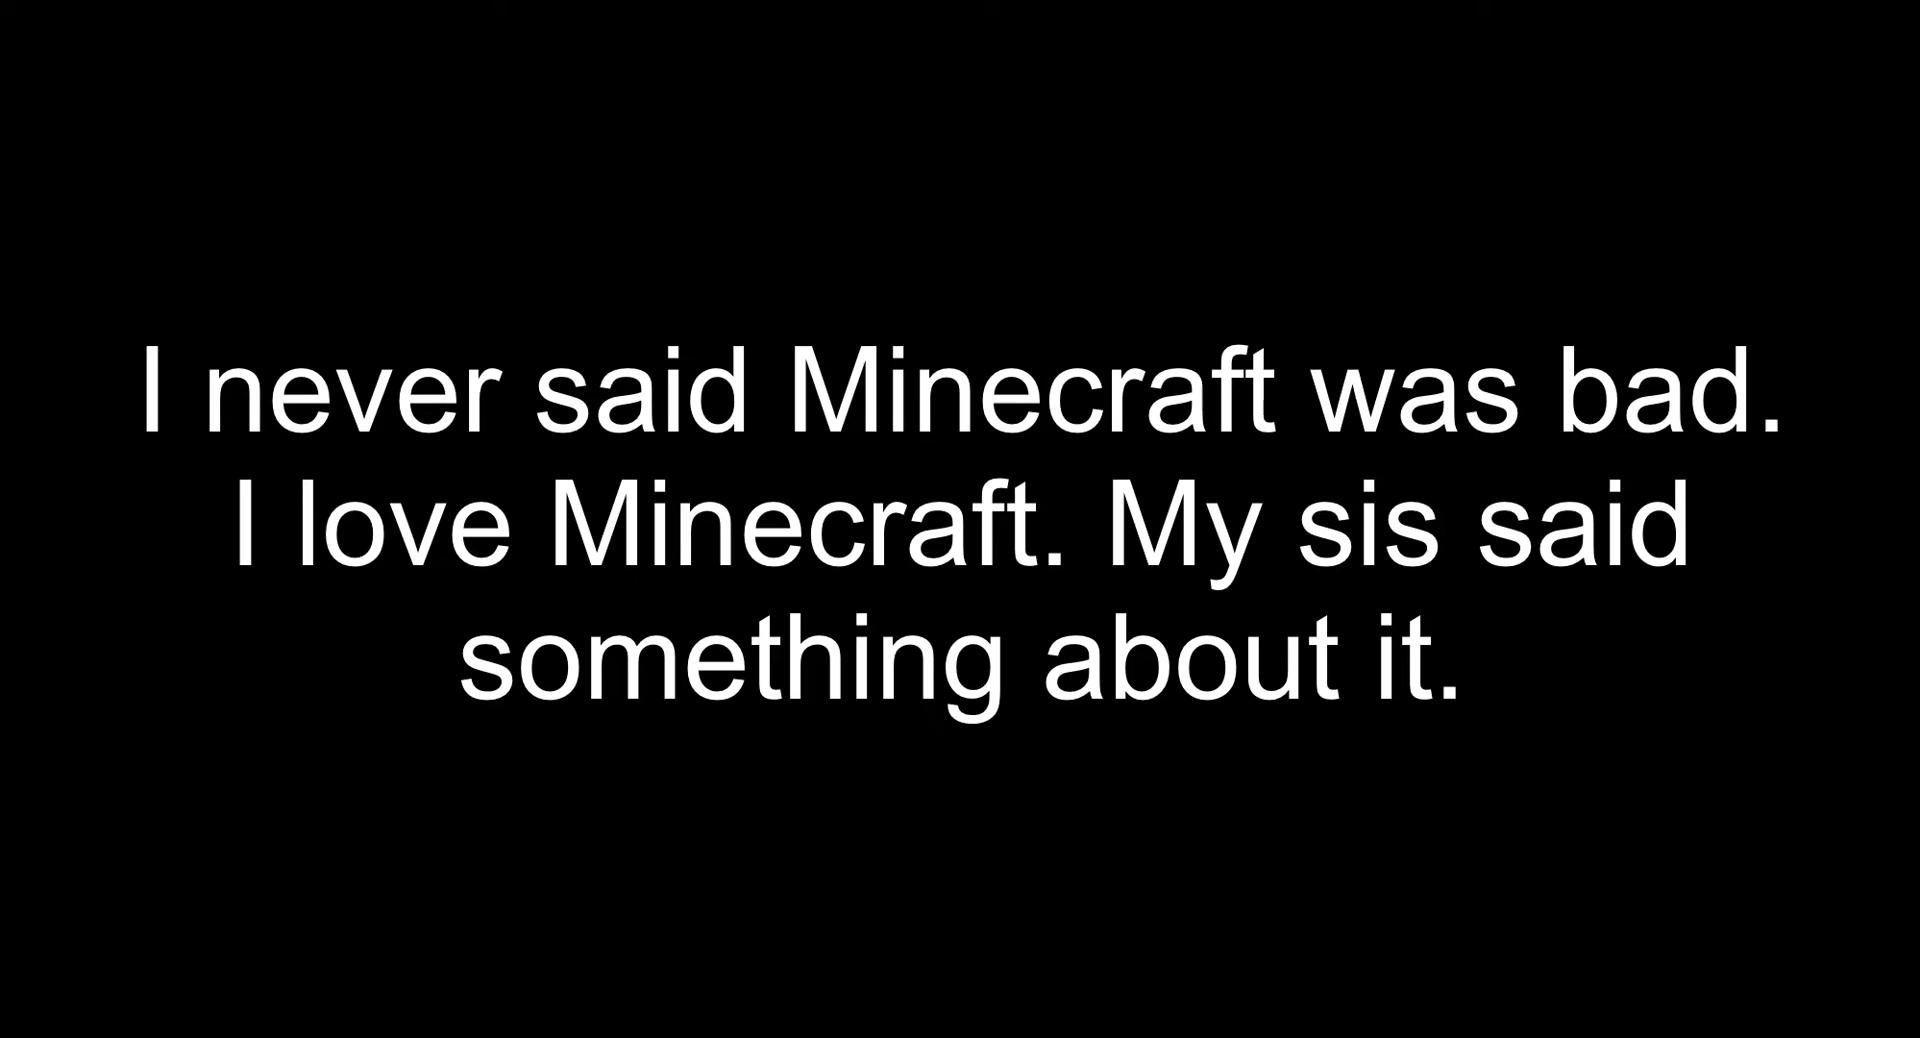 I never said Minecraft was bad.
I love Minecraft. My sis said
something about it.